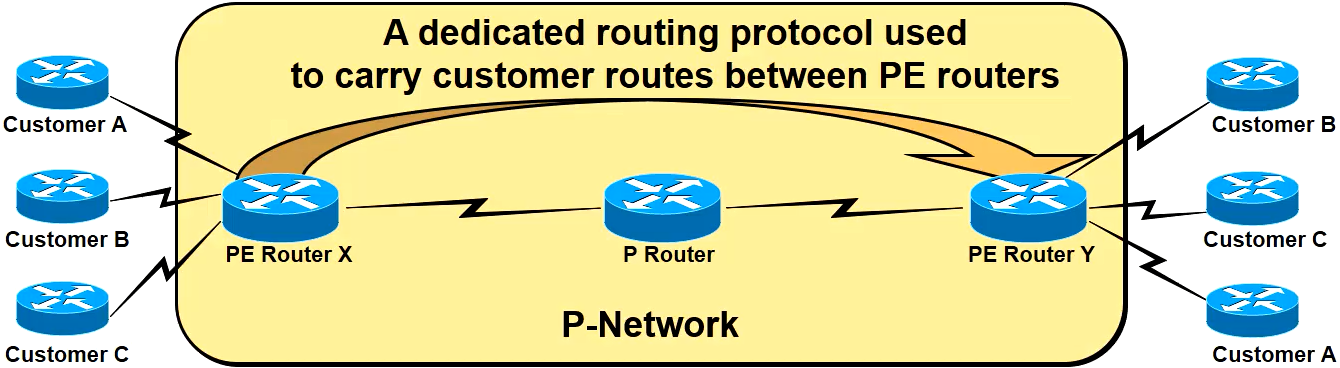 A dedicated routing protocol used
to carry customer routes between PE routers
Customer A
Customer B
Customer C
PE Router X
P Router
PE Router Y
P-Network
Customer B
Customer C
Customer A